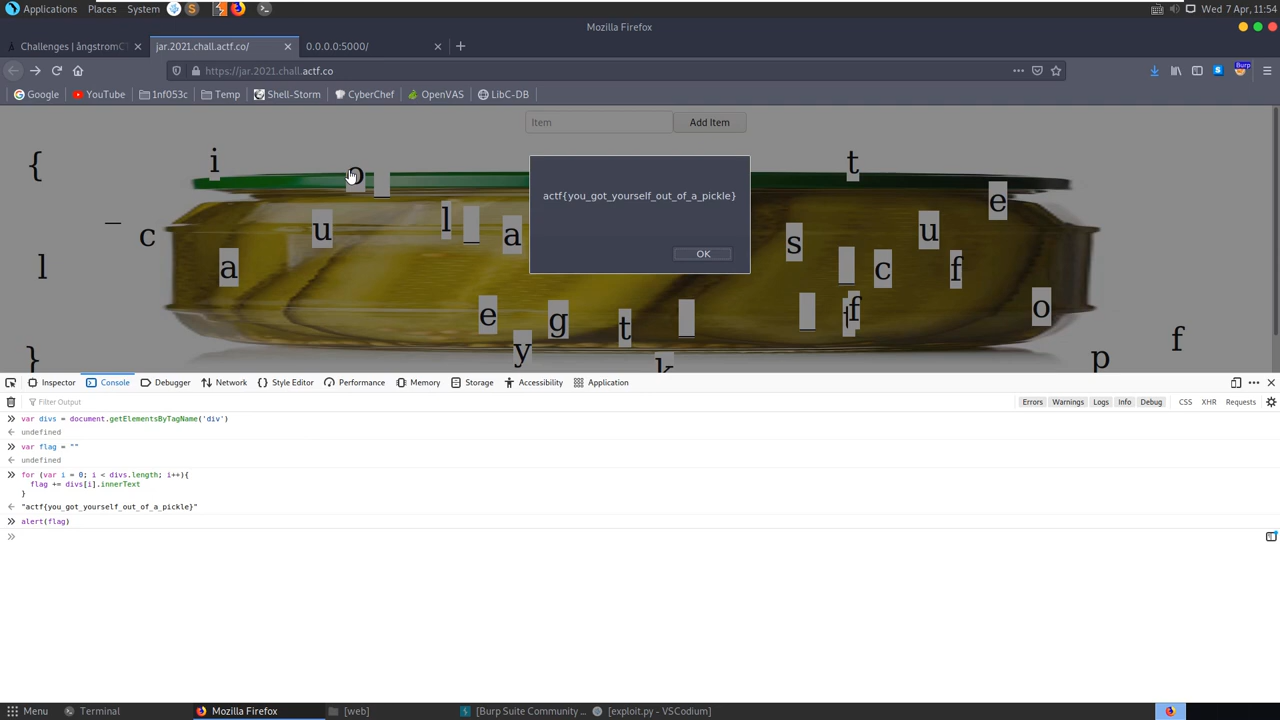 Applications Places System Wed 7 Apr, 11:54
Mozilla Firefox
Challenges | ångstromC jar.2021.chall.actf.co/ 0.0.0.0:5000/
https://jar.2021.chall.actf.co Burp
Google YouTube 1nf053c Temp Shell-Storm CyberChef OpenVAS LibC-DB
Item Add Item
{ i o _ t
actf{you_got_yourself_out_of_a_pickle}
e
_ c u l _ a s u
l a _ c f
OK
e g t _ _ f o
} y k p f
Inspector Console Debugger Network Style Editor Performance Memory Storage Accessibility Application
Filter Output Errors Warnings Logs Info Debug CSS XHR Requests
var divs = document.getElementsByTagName('div')
undefined
var flag = ""
undefined
for (var i = 0; i < divs.length; i++){
flag += divs[i].innerText
}
"actf{you_got_yourself_out_of_a_pickle}"
alert(flag)
Menu Terminal Mozilla Firefox [web] [Burp Suite Community ... [exploit.py - VSCodium]